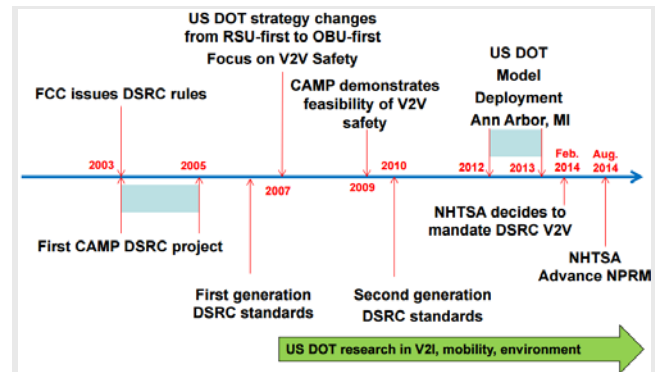 US DOT strategy changes
from RSU-first to OBU-first
Focus on V2V Safety
US DOT
Model
Deployment
Ann Arbor, MI
FCC issues DSRC rules
CAMP demonstrates
feasibility of V2V
safety
2003
2005
2007
2009
2010
2012
2013
Feb.
2014
Aug.
2014
First CAMP DSRC project
NHTSA decides to
mandate DSRC V2V
NHTSA
Advance NPRM
First generation
DSRC standards
Second generation
DSRC standards
US DOT research in V2I, mobility, environment